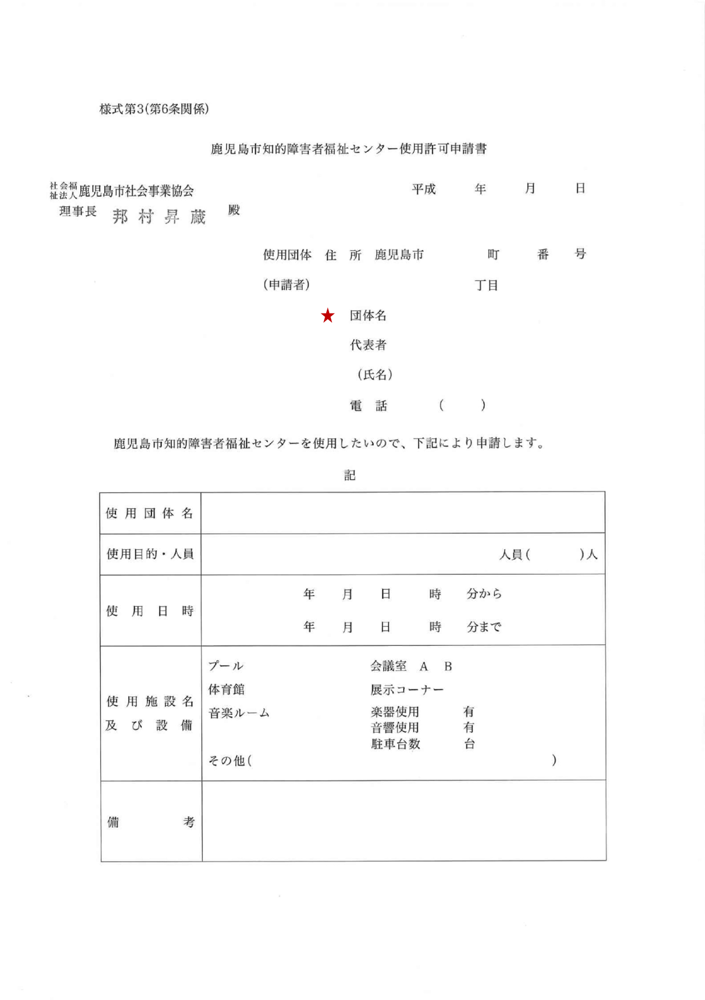 様式第3(第6条関係)
鹿児島市知的障害者福祉センター使用許可申請書
社会福祉法人鹿児島市社会事業協会 平成 年 月 日
理事長 邦村昇蔵 殿
使用団体 住 所 鹿児島市 町 番 号
(申請者) 丁目
★ 団体名
代表者
(氏名)
電 話 ( )
鹿児島市知的障害者福祉センターを使用したいので、下記により申請します。
記
使用団体名
使用目的・人員 人員( )人
使用日時
年 月 日 時 分から
年 月 日 時 分まで
使用施設名
及び設備
プール 会議室 A B
体育館 展示コーナー
音楽ルーム 楽器使用 有
音響使用 有
駐車台数 台
その他( )
備考